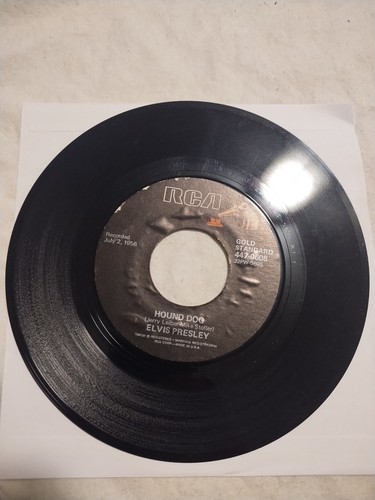 RCA
Recorded
July 2, 1956
GOLD
STANDARD
447-0608
HOUND DOG
(Jerry Leiber-Mike Stoller)
ELVIS PRESLEY